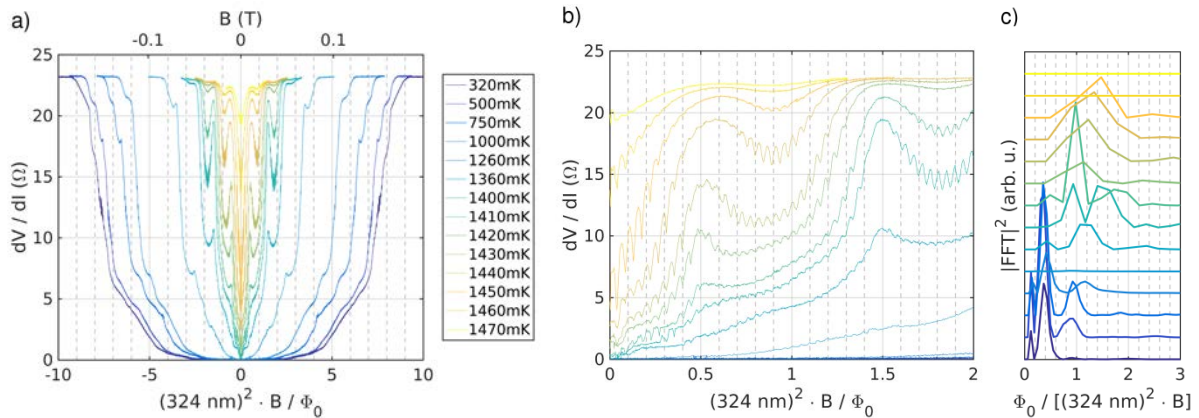 a)
B (T)
-0.1 0 0.1
25
20
15
10
5
0
dV / dI (Ω)
-10 -5 0 5 10
(324 nm)² · B / Φ₀
320mK
500mK
750mK
1000mK
1260mK
1360mK
1400mK
1410mK
1420mK
1430mK
1440mK
1450mK
1460mK
1470mK
b)
25
20
15
10
5
0
dV / dI (Ω)
0 0.5 1 1.5 2
(324 nm)² · B / Φ₀
c)
|FFT|² (arb. u.)
0 1 2 3
Φ₀ / [(324 nm)² · B]